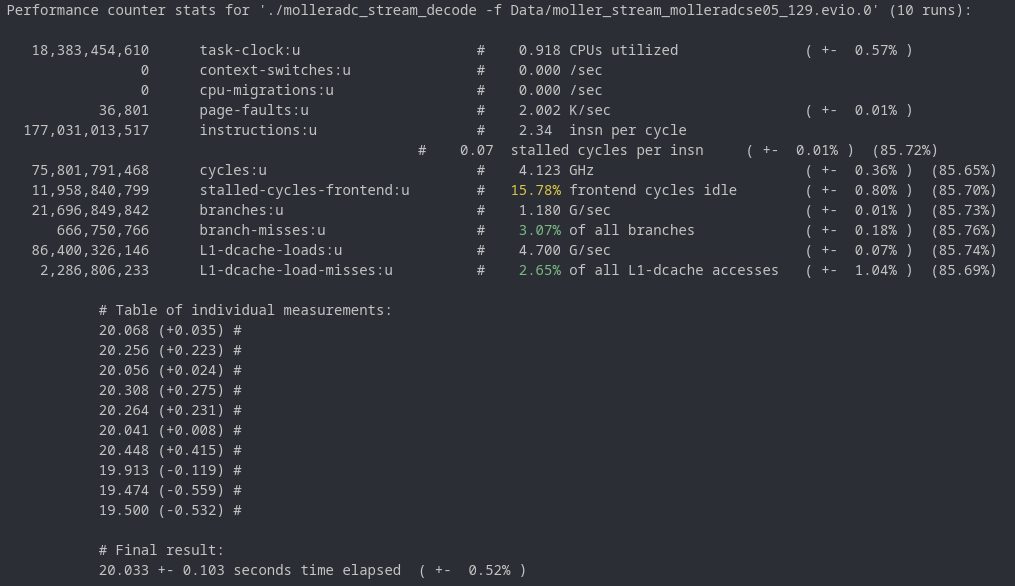 Performance counter stats for './molleradc_stream_decode -f Data/moller_stream_molleradcse05_129.evio.0' (10 runs):
18,383,454,610 task-clock:u # 0.918 CPUs utilized ( +- 0.57% )
0 context-switches:u # 0.000 /sec
0 cpu-migrations:u # 0.000 /sec
36,801 page-faults:u # 2.002 K/sec ( +- 0.01% )
177,031,013,517 instructions:u # 2.34 insn per cycle
# 0.07 stalled cycles per insn ( +- 0.01% ) (85.72%)
75,801,791,468 cycles:u # 4.123 GHz ( +- 0.36% ) (85.65%)
11,958,840,799 stalled-cycles-frontend:u # 15.78% frontend cycles idle ( +- 0.80% ) (85.70%)
21,696,849,842 branches:u # 1.180 G/sec ( +- 0.01% ) (85.73%)
666,750,766 branch-misses:u # 3.07% of all branches ( +- 0.18% ) (85.76%)
86,400,326,146 L1-dcache-loads:u # 4.700 G/sec ( +- 0.07% ) (85.74%)
2,286,806,233 L1-dcache-load-misses:u # 2.65% of all L1-dcache accesses ( +- 1.04% ) (85.69%)
# Table of individual measurements:
20.068 (+0.035) #
20.256 (+0.223) #
20.056 (+0.024) #
20.308 (+0.275) #
20.264 (+0.231) #
20.041 (+0.008) #
20.448 (+0.415) #
19.913 (-0.119) #
19.474 (-0.559) #
19.500 (-0.532) #
# Final result:
20.033 +- 0.103 seconds time elapsed ( +- 0.52% )